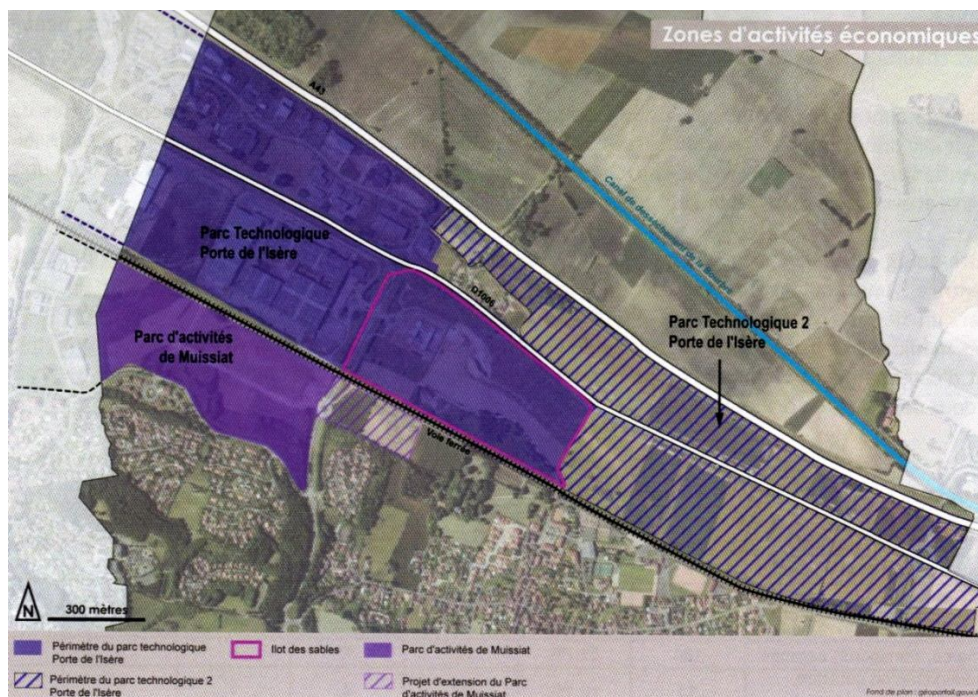 Zones d'activités économiques
A43
Canal de dessèchement de la Bourbre
Parc Technologique
Porte de l'Isère
D1006
Parc Technologique 2
Porte de l'Isère
Parc d'activités
de Muissiat
Voie ferrée
N
300 mètres
Périmètre du parc technologique
Porte de l'Isère
Ilot des sables
Parc d'activités de Muissiat
Périmètre du parc technologique 2
Porte de l'Isère
Projet d'extension du Parc
d'activités de Muissiat
Fond de plan : géoportail.gouv